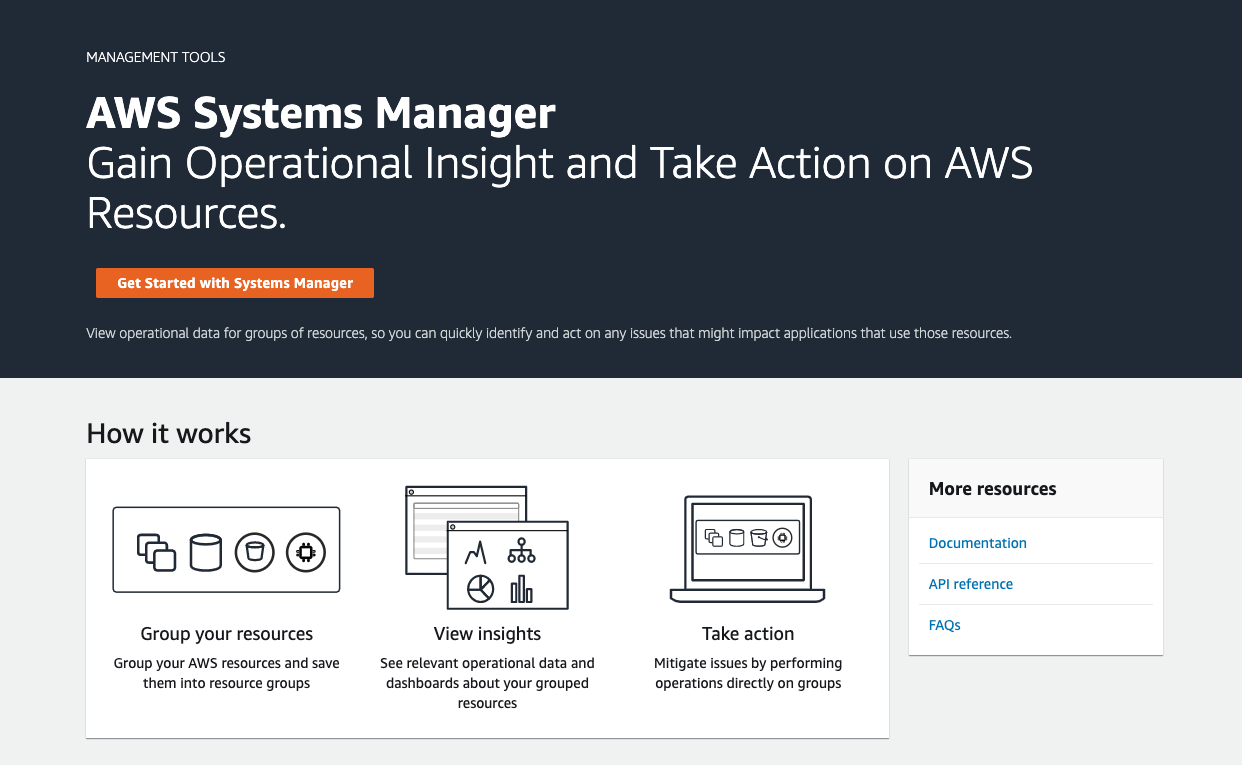 MANAGEMENT TOOLS
AWS Systems Manager
Gain Operational Insight and Take Action on AWS
Resources.
Get Started with Systems Manager
View operational data for groups of resources, so you can quickly identify and act on any issues that might impact applications that use those resources.
How it works
Group your resources
Group your AWS resources and save
them into resource groups
View insights
See relevant operational data and
dashboards about your grouped
resources
Take action
Mitigate issues by performing
operations directly on groups
More resources
Documentation
API reference
FAQs